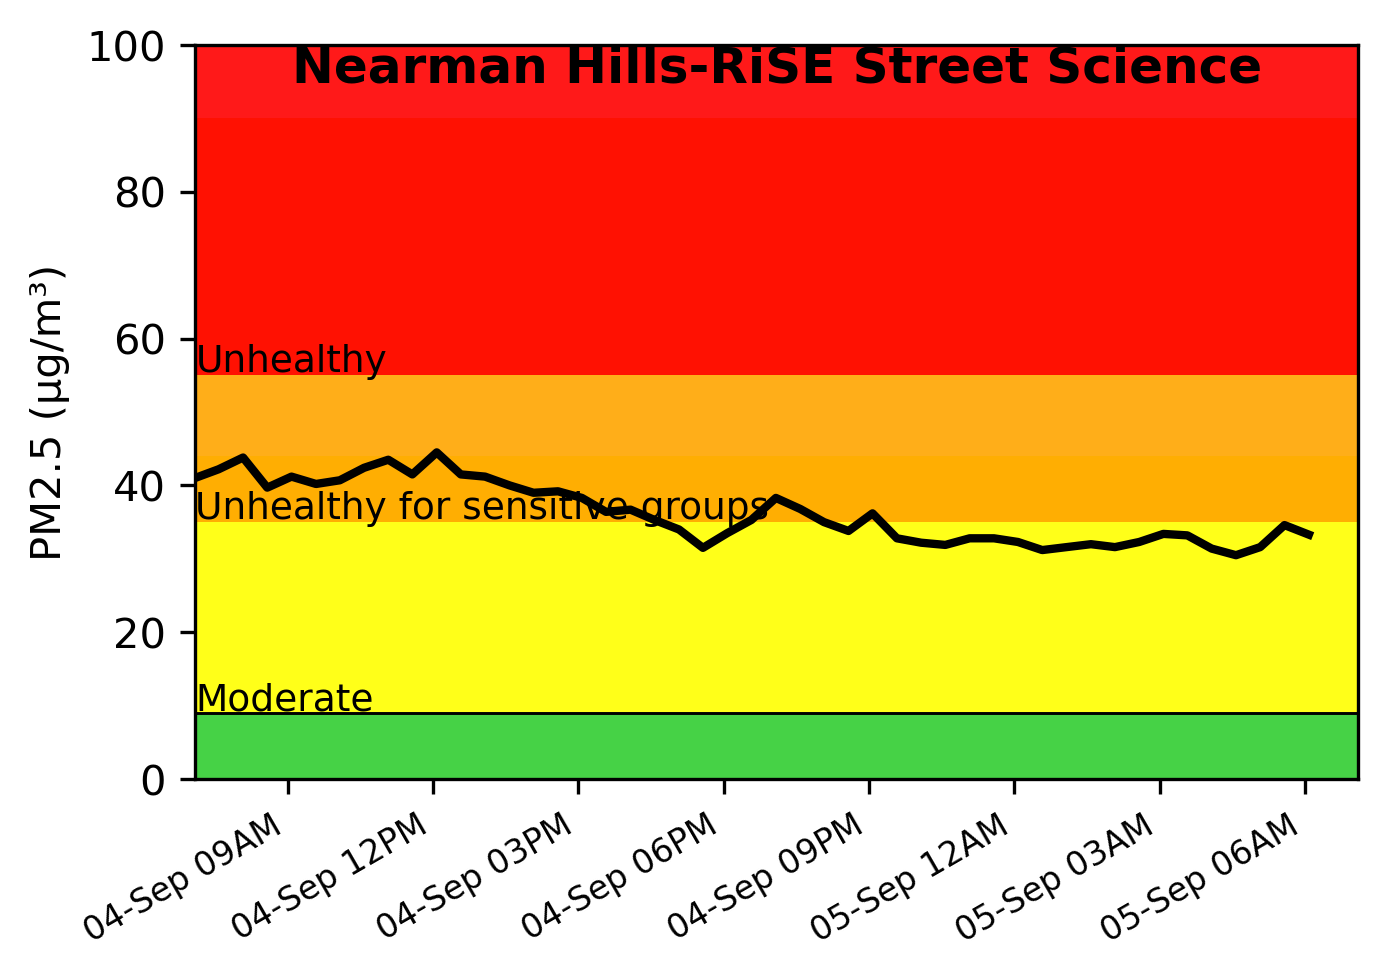 Nearman Hills-RiSE Street Science
100
80
60
40
20
0
PM2.5 (µg/m³)
Unhealthy
Unhealthy for sensitive groups
Moderate
04-Sep 09AM
04-Sep 12PM
04-Sep 03PM
04-Sep 06PM
04-Sep 09PM
05-Sep 12AM
05-Sep 03AM
05-Sep 06AM